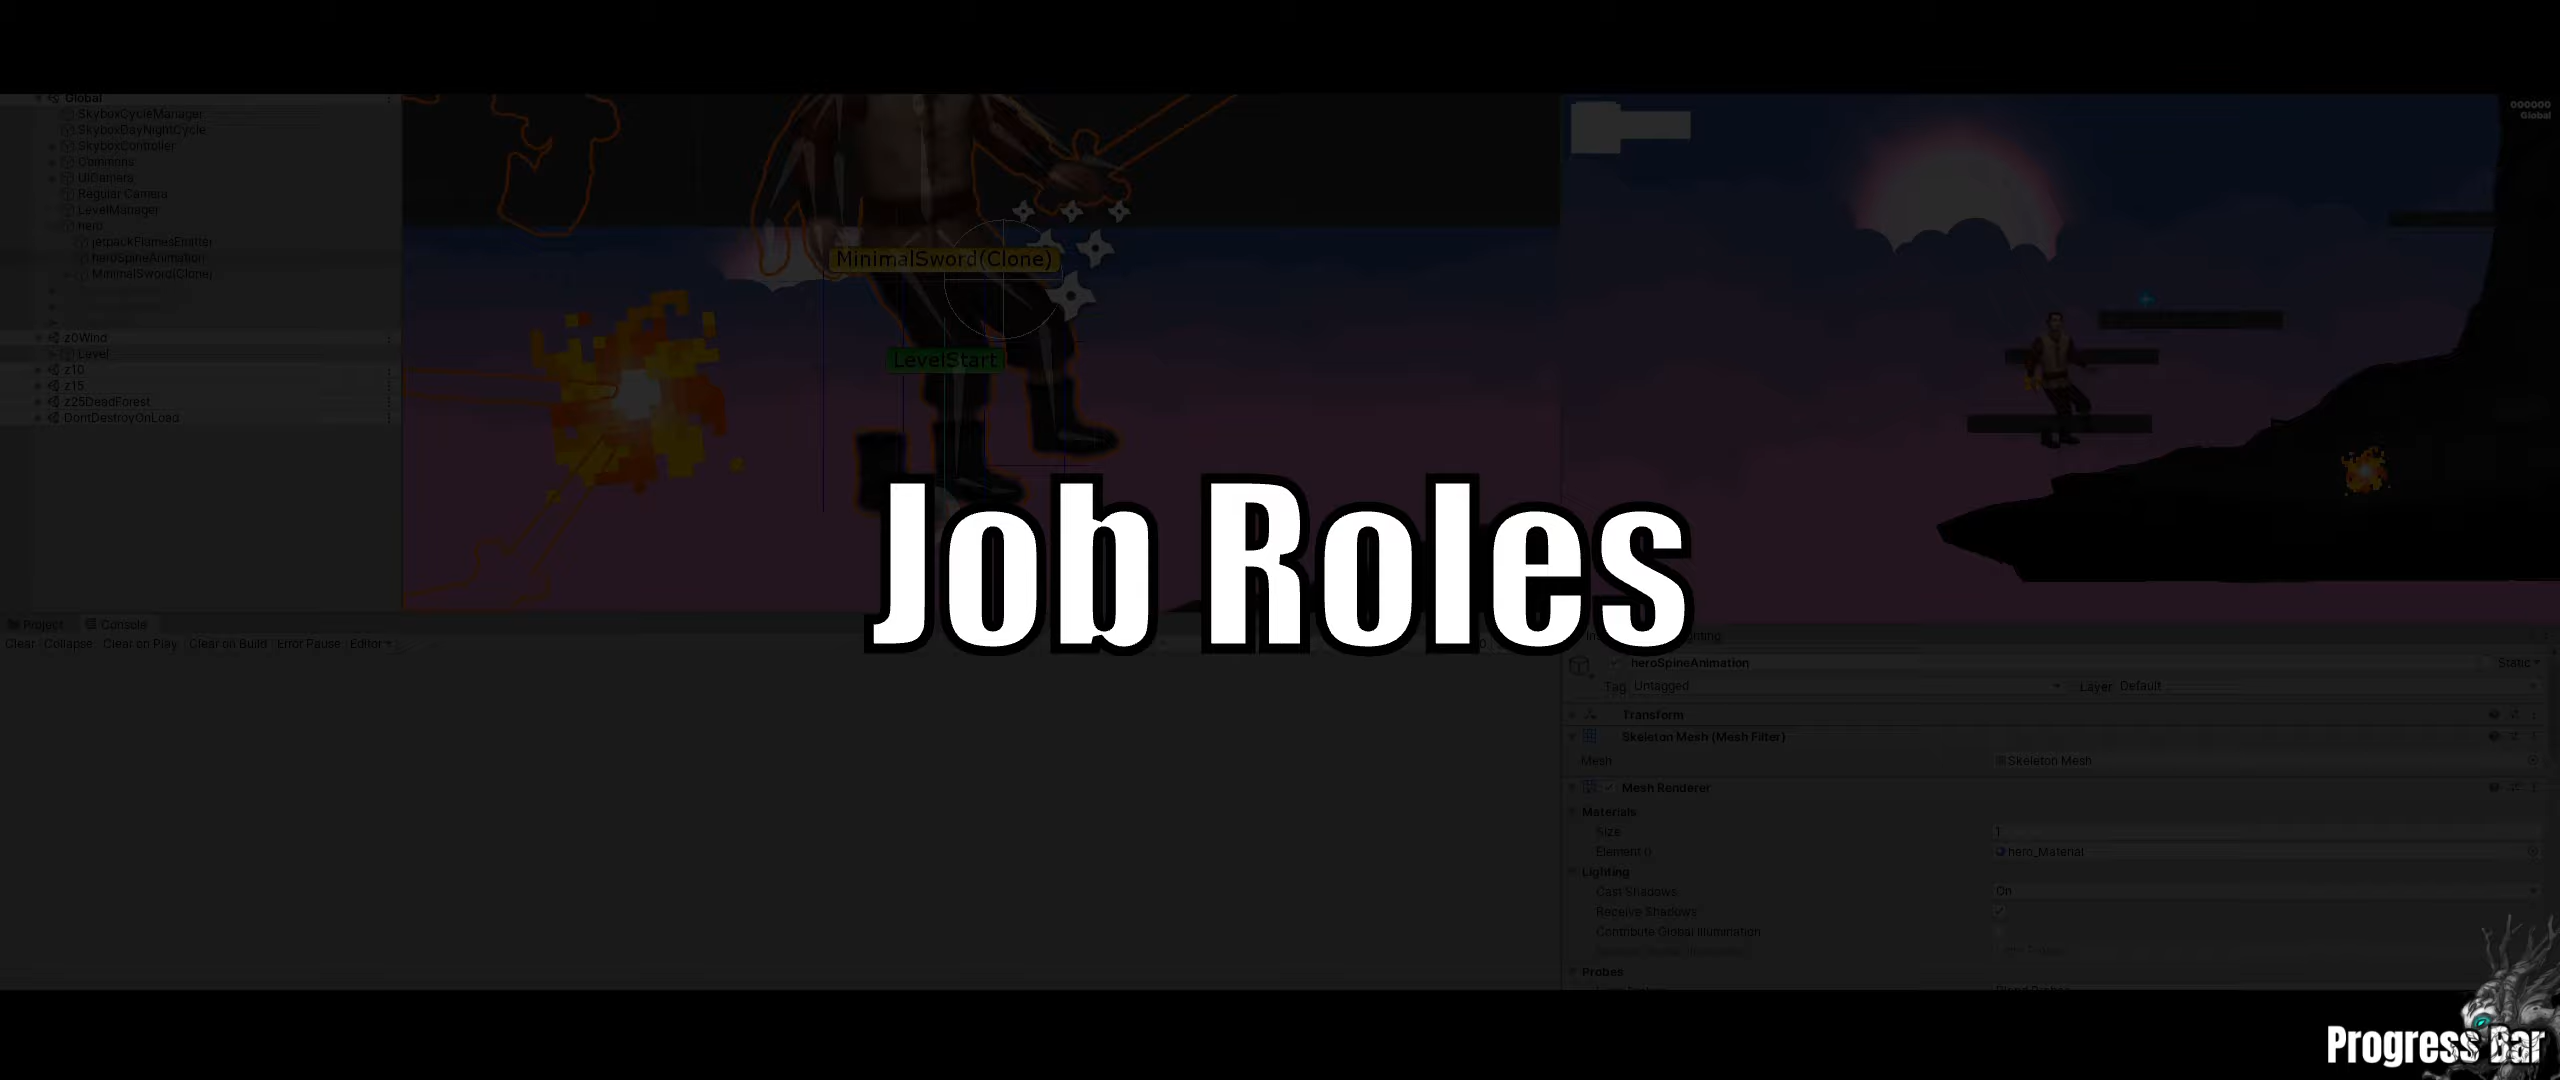 Global
SkyboxCycleManager
SkyboxDayNightCycle
SkyboxController
Commons
UICamera
Regular Camera
LevelManager
hero
jetpackFlamesEmitter
heroSpineAnimation
MinimalSword(Clone)
z0Wind
Level
z10
z15
z25DeadForest
DontDestroyOnLoad
MinimalSword(Clone)
LevelStart
000000
Global
Job Roles
Project Console
Clear Collapse Clear on Play Clear on Build Error Pause Editor
heroSpineAnimation Static
Tag Untagged Layer Default
Transform
Skeleton Mesh (Mesh Filter)
Mesh Skeleton Mesh
Mesh Renderer
Materials
Size 1
Element 0 hero_Material
Lighting
Cast Shadows On
Receive Shadows
Contribute Global Illumination
Probes
Progress Bar